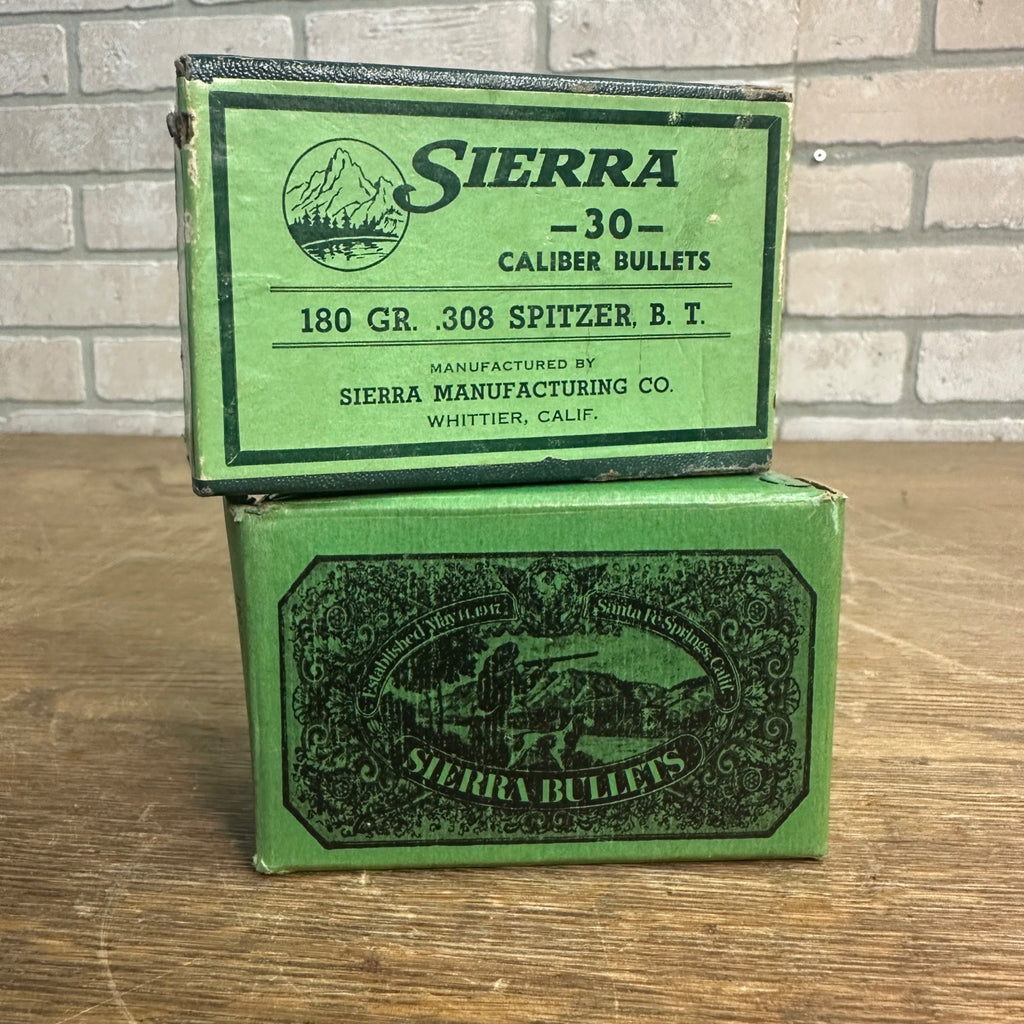 SIERRA
-30-
CALIBER BULLETS
180 GR. .308 SPITZER, B. T.
MANUFACTURED BY
SIERRA MANUFACTURING CO.
WHITTIER, CALIF.
Established May 14, 1947
Santa Fe Springs, Calif.
SIERRA BULLETS